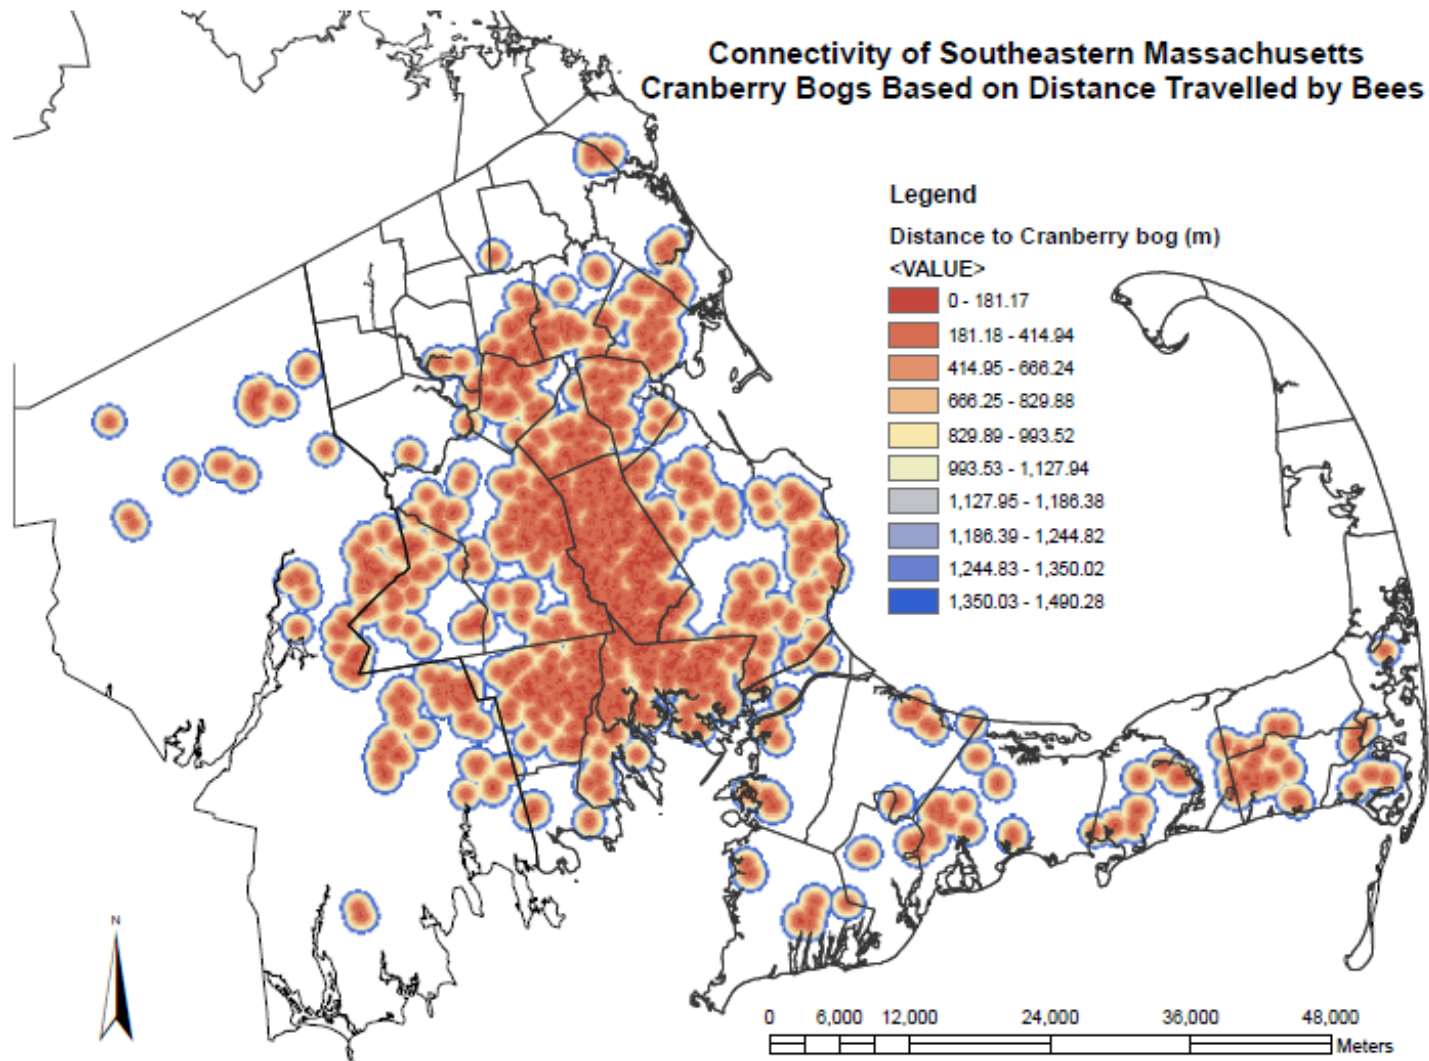 Connectivity of Southeastern Massachusetts
Cranberry Bogs Based on Distance Travelled by Bees
Legend
Distance to Cranberry bog (m)
<VALUE>
0 - 181.17
181.18 - 414.94
414.95 - 666.24
666.25 - 829.88
829.89 - 993.52
993.53 - 1,127.94
1,127.95 - 1,186.38
1,186.39 - 1,244.82
1,244.83 - 1,350.02
1,350.03 - 1,490.28
N
0 6,000 12,000 24,000 36,000 48,000
Meters